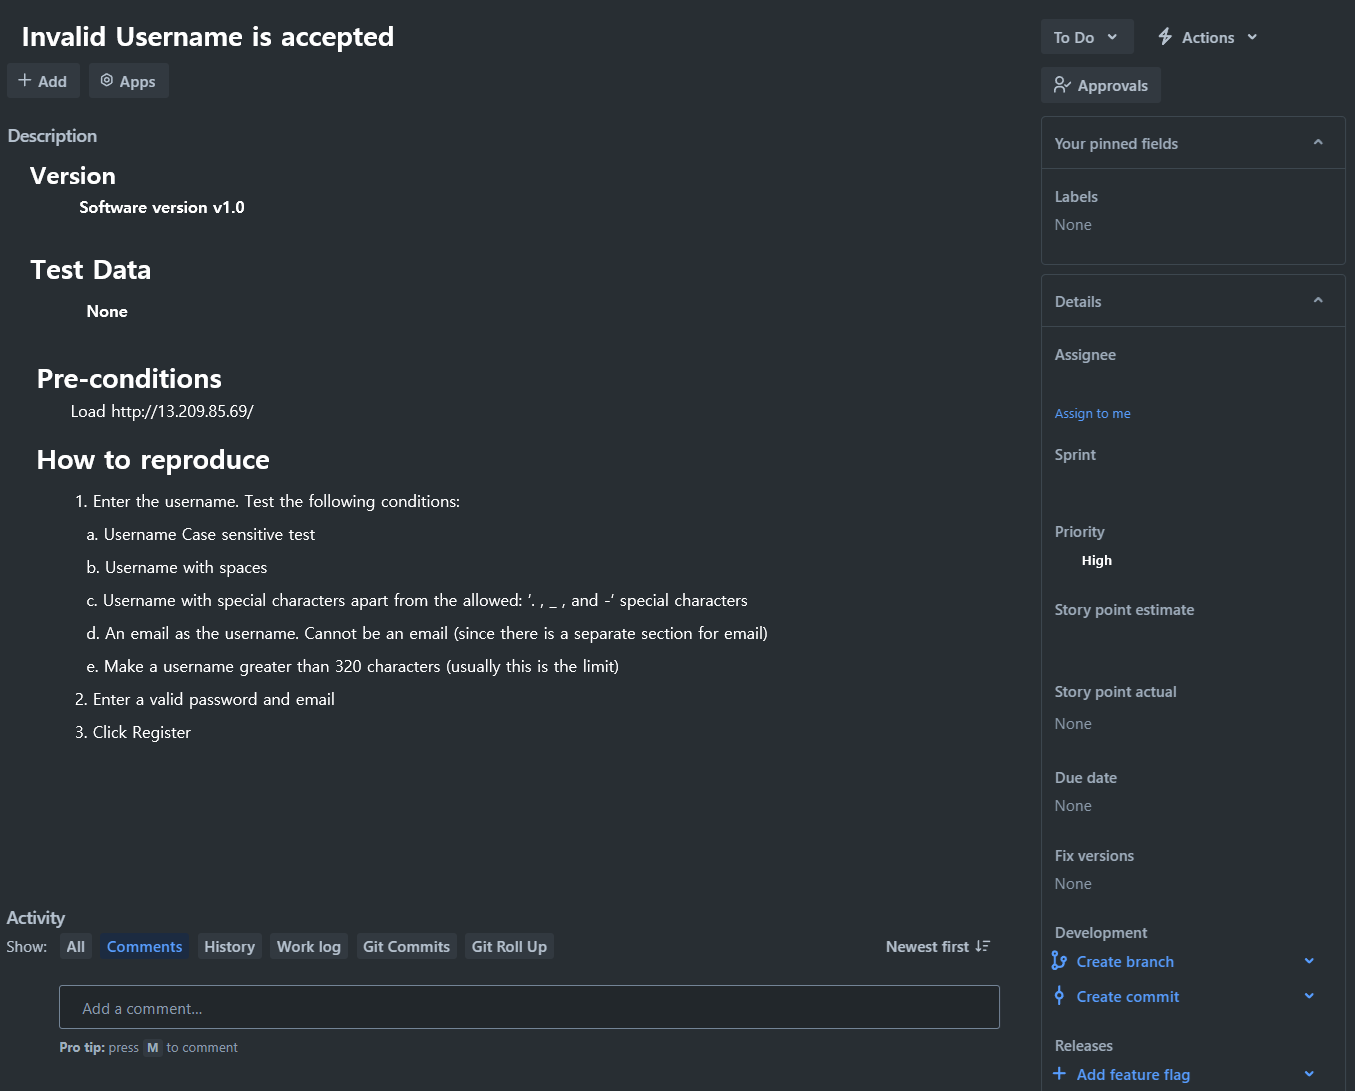 Invalid Username is accepted
To Do
Actions
Add
Apps
Approvals
Description
Version
Software version v1.0
Test Data
None
Pre-conditions
Load http://13.209.85.69/
How to reproduce
1. Enter the username. Test the following conditions:
a. Username Case sensitive test
b. Username with spaces
c. Username with special characters apart from the allowed: '. , _ , and -' special characters
d. An email as the username. Cannot be an email (since there is a separate section for email)
e. Make a username greater than 320 characters (usually this is the limit)
2. Enter a valid password and email
3. Click Register
Activity
Show: All Comments History Work log Git Commits Git Roll Up Newest first
Add a comment...
Pro tip: press M to comment
Your pinned fields
Labels
None
Details
Assignee
Assign to me
Sprint
Priority
High
Story point estimate
Story point actual
None
Due date
None
Fix versions
None
Development
Create branch
Create commit
Releases
Add feature flag